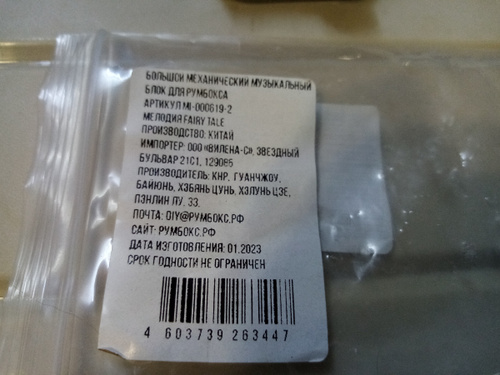 БОЛЬШОЙ МЕХАНИЧЕСКИЙ МУЗЫКАЛЬНЫЙ
БЛОК ДЛЯ РУМБОКСА
АРТИКУЛ MI-000619-2
МЕЛОДИЯ FAIRY TALE
ПРОИЗВОДСТВО: КИТАЙ
ИМПОРТЕР: ООО «ВИЛЕНА-С», ЗВЕЗДНЫЙ
БУЛЬВАР 21С1, 129085
ПРОИЗВОДИТЕЛЬ: КНР, ГУАНЧЖОУ,
БАЙЮНЬ, ХЭБЯНЬ ЦУНЬ, ХЭЛУНЬ ЦЗЕ,
ПЭНЛИН ЛУ, 33.
ПОЧТА: DIY@РУМБОКС.РФ
САЙТ: РУМБОКС.РФ
ДАТА ИЗГОТОВЛЕНИЯ: 01.2023
СРОК ГОДНОСТИ НЕ ОГРАНИЧЕН
4 603739 263447